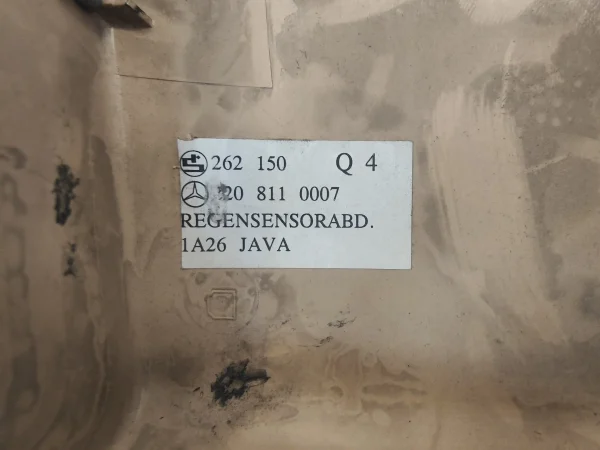 262 150 Q 4
20 811 0007
REGENSENSORABD.
1A26 JAVA